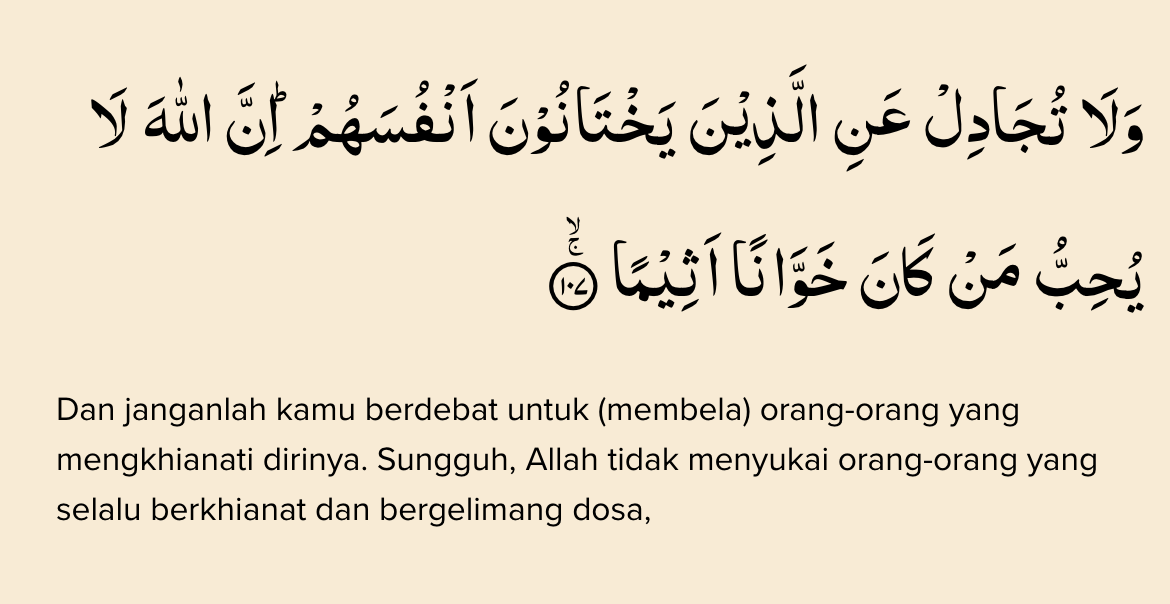 وَلَا تُجَادِلْ عَنِ الَّذِيْنَ يَخْتَانُوْنَ اَنْفُسَهُمْ ۗاِنَّ اللّٰهَ لَا
يُحِبُّ مَنْ كَانَ خَوَّانًا اَثِيْمًا ۙۚ ١٠٧
Dan janganlah kamu berdebat untuk (membela) orang-orang yang
mengkhianati dirinya. Sungguh, Allah tidak menyukai orang-orang yang
selalu berkhianat dan bergelimang dosa,